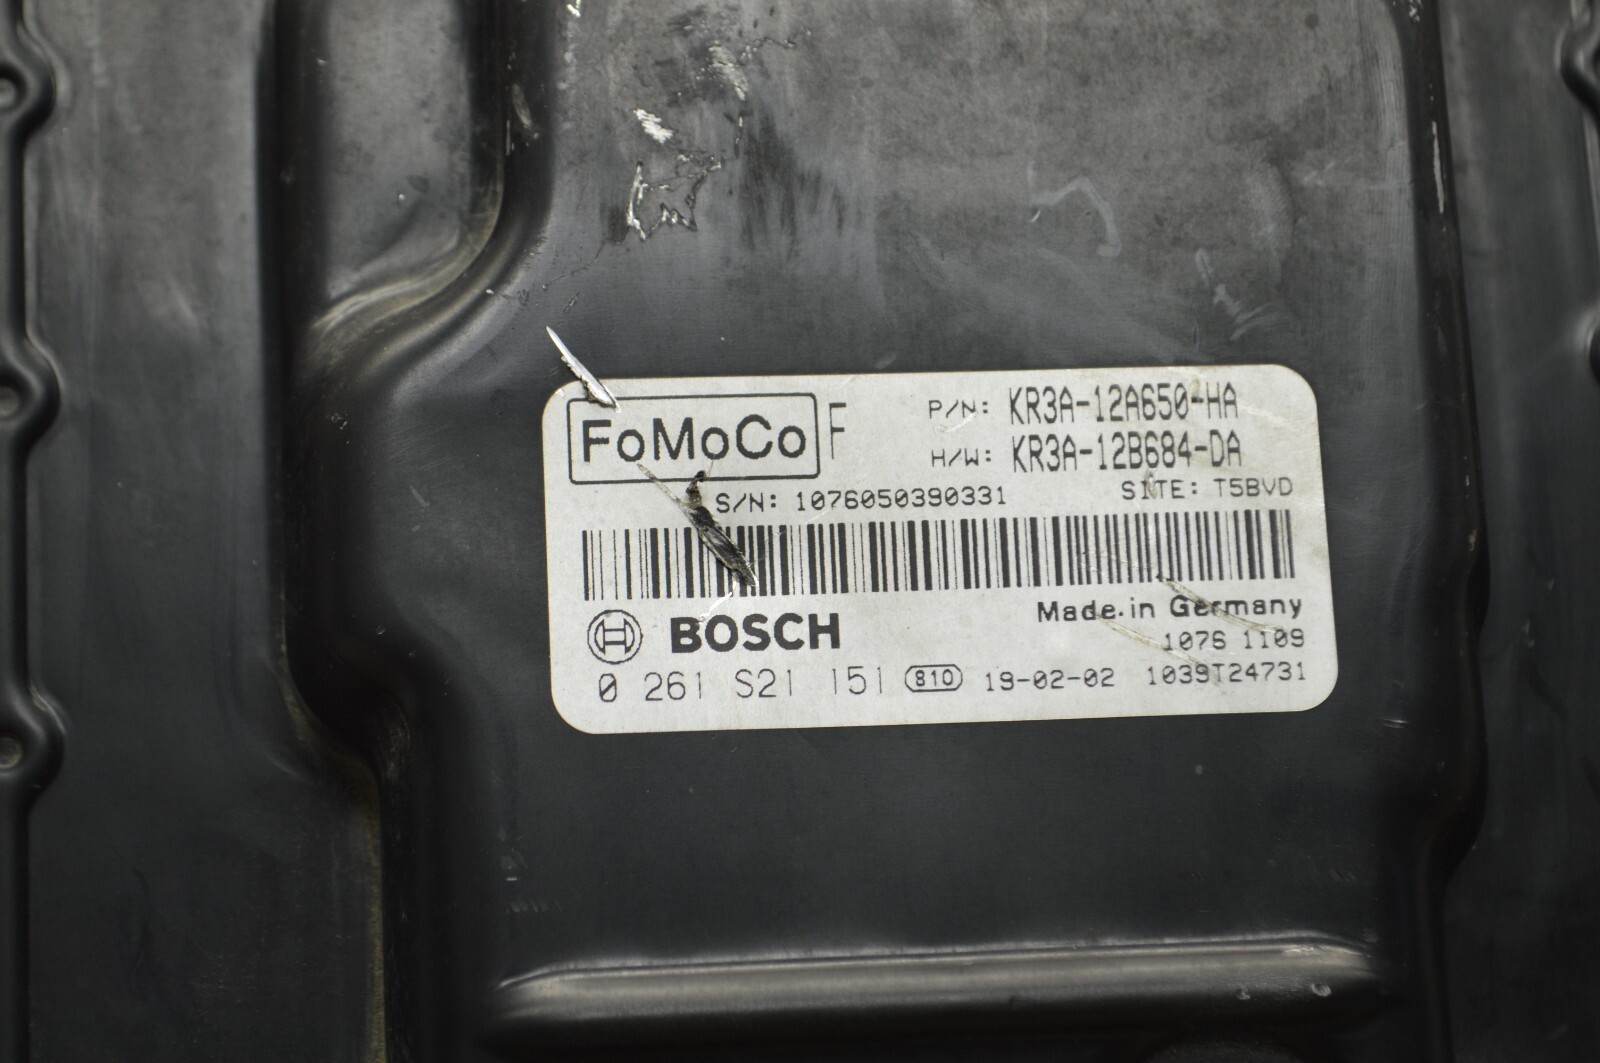 FoMoCo F P/N: KR3A-12A650-HA
H/W: KR3A-12B684-DA
S/N: 1076050390331 SITE: T5BVD
BOSCH Made in Germany
1076 1109
0 261 S21 151 810 19-02-02 1039T24731